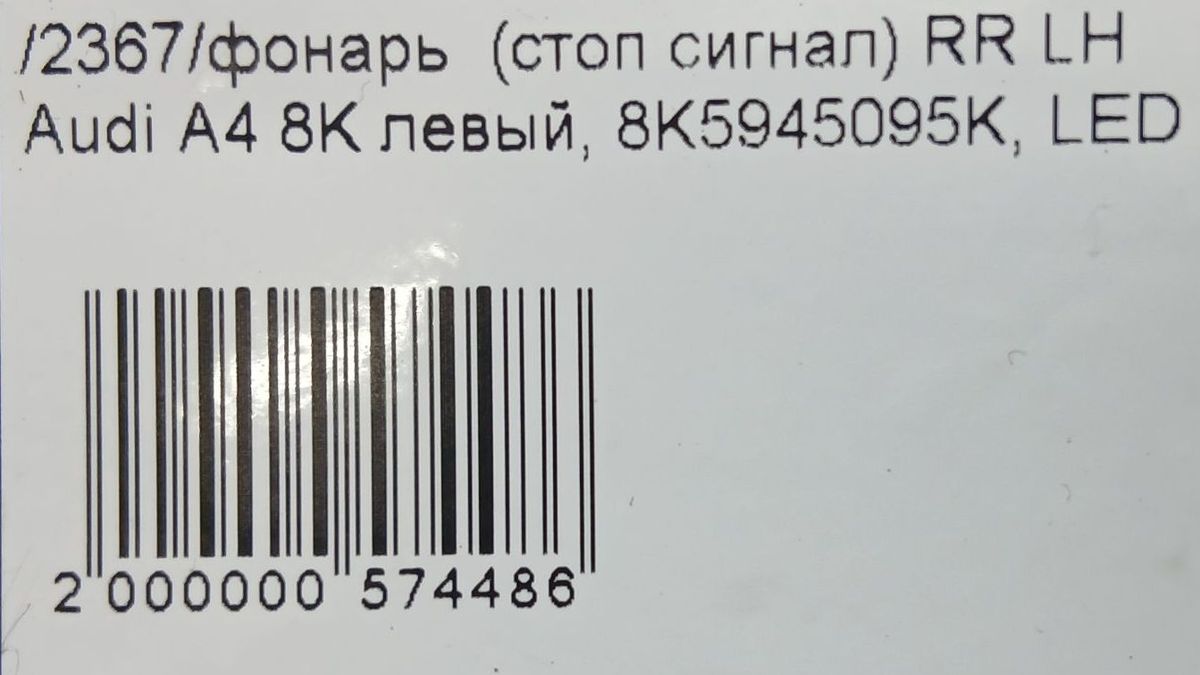 /2367/фонарь (стоп сигнал) RR LH
Audi A4 8K левый, 8K5945095K, LED
2 000000 574486